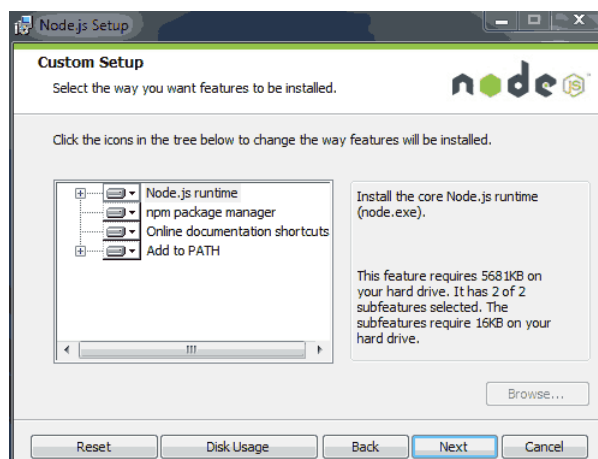 Node.js Setup
Custom Setup
Select the way you want features to be installed.
node
JS
Click the icons in the tree below to change the way features will be installed.
Node.js runtime
npm package manager
Online documentation shortcuts
Add to PATH
Install the core Node.js runtime
(node.exe).
This feature requires 5681KB on
your hard drive. It has 2 of 2
subfeatures selected. The
subfeatures require 16KB on your
hard drive.
Browse...
Reset Disk Usage Back Next Cancel